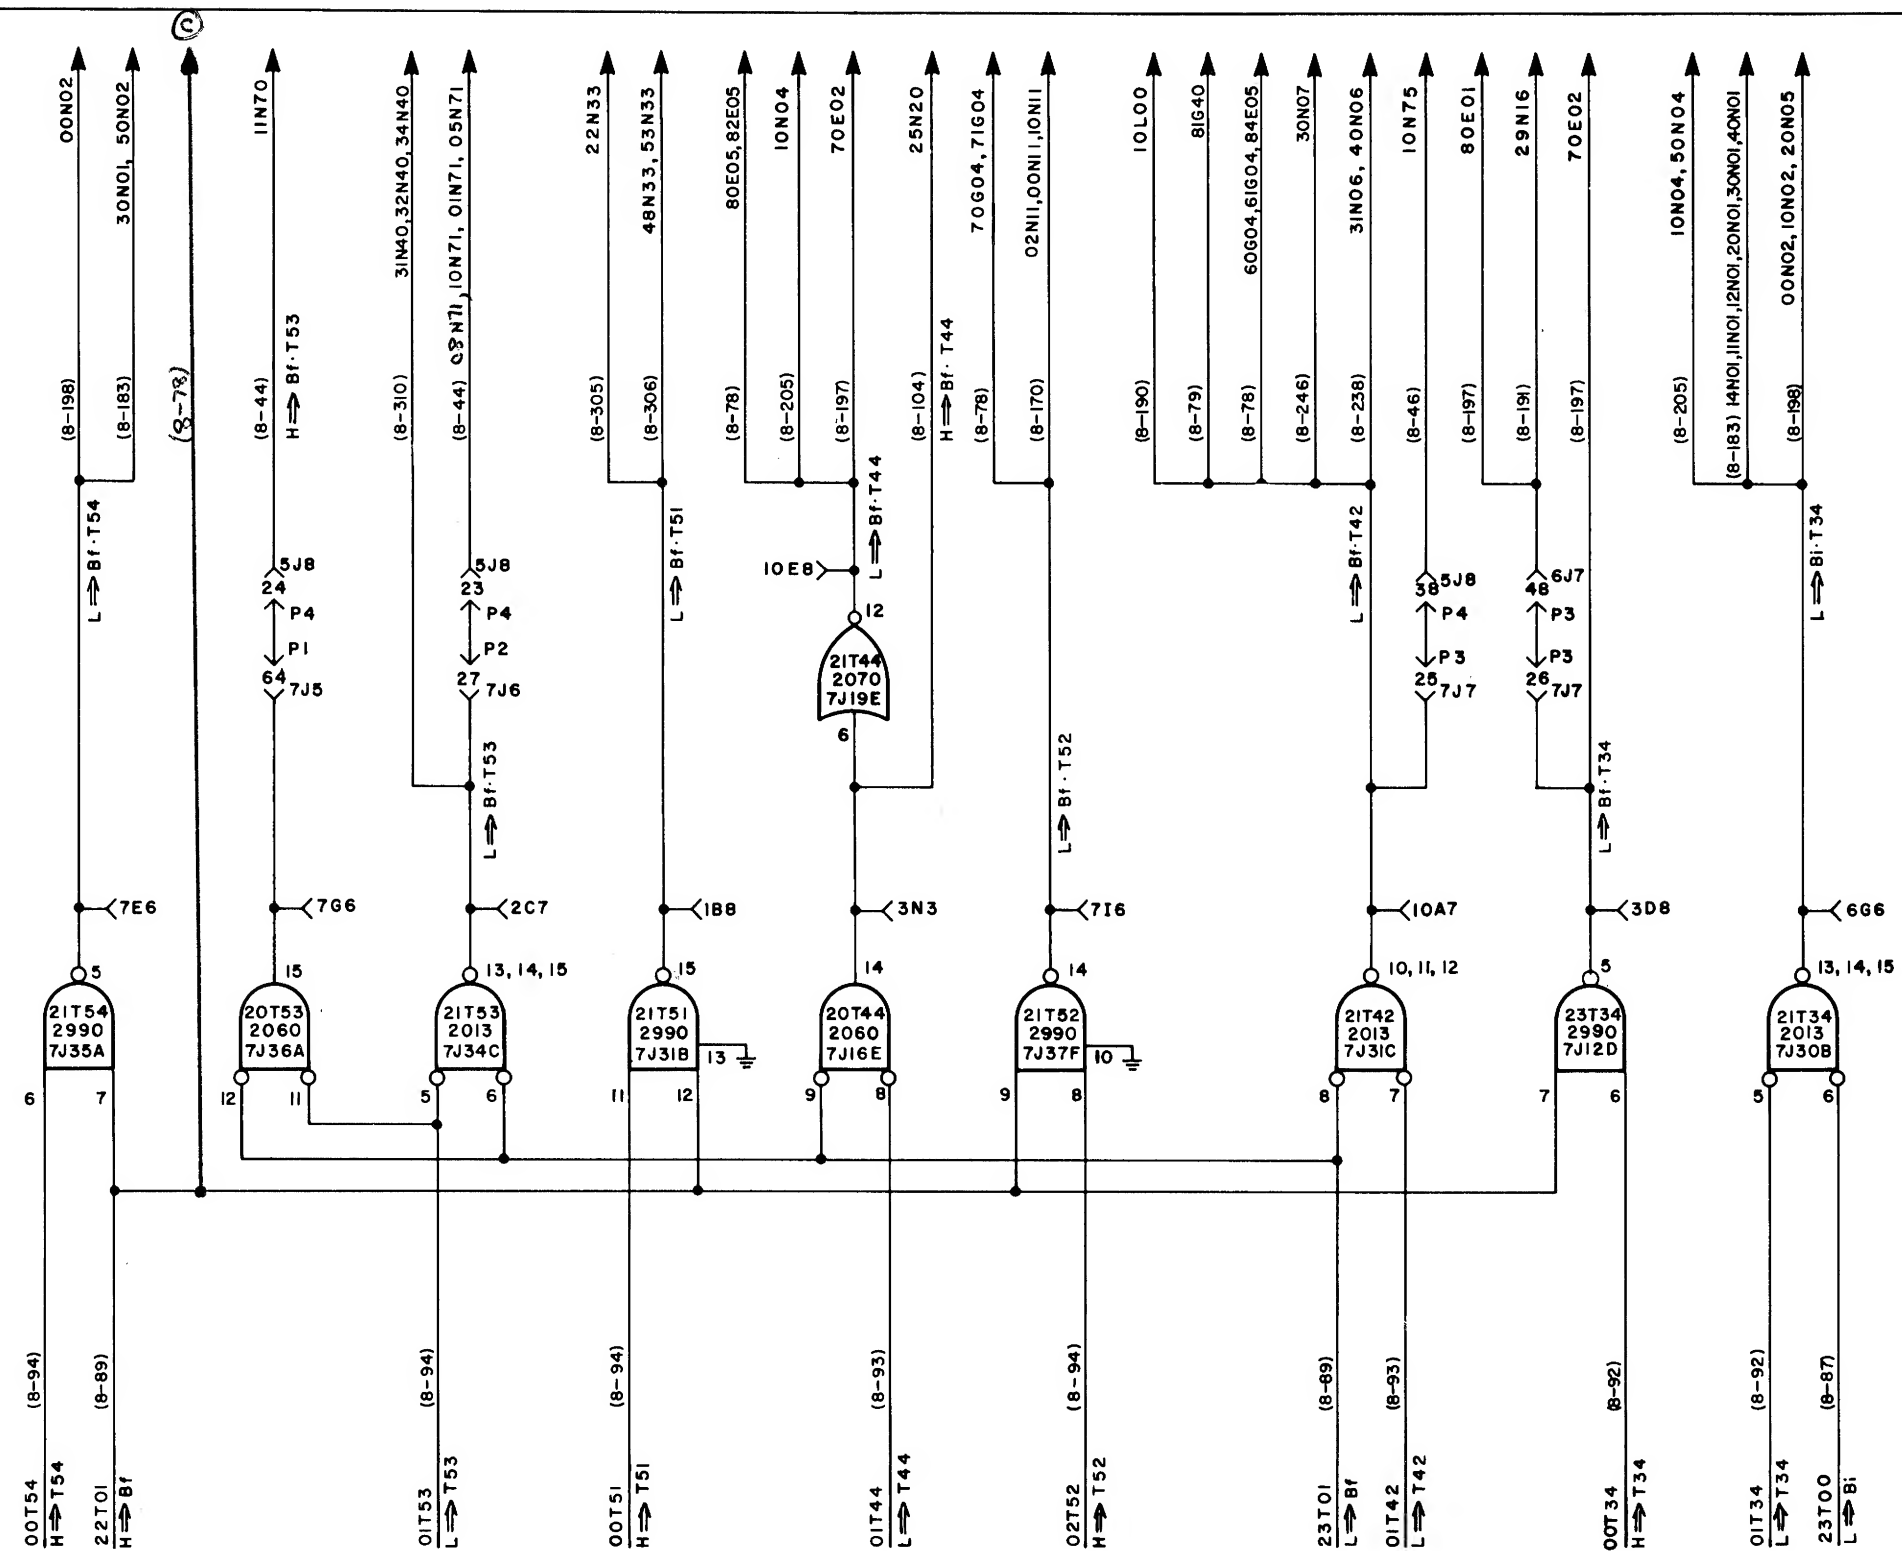 C
00N02
30N01, 50N02
11N70
31N40,32N40,34N40
08N71,10N71, 01N71, 05N71
22N33
48N33, 53N33
80E05,82E05
10N04
70E02
25N20
70G04,71G04
02N11,00N11,10N11
10L00
81G40
60G04,61G04,84E05
30N07
31N06, 40N06
10N75
80E01
29N16
70E02
10N04,50N04
14N01,11N01,12N01,20N01,30N01,40N01
00N02,10N02,20N05
(8-198)
(8-183)
(8-78)
(8-44)
H⇒Bf·T53
(8-310)
(8-44)
(8-305)
(8-306)
(8-78)
(8-205)
(8-197)
(8-104)
H⇒Bf·T44
(8-78)
(8-170)
(8-190)
(8-79)
(8-78)
(8-246)
(8-238)
(8-46)
(8-197)
(8-191)
(8-197)
(8-205)
(8-183)
(8-198)
L⇒Bf·T54
L⇒Bf·T51
L⇒Bf·T44
L⇒Bf·T42
L⇒Bi·T34
5J8
24
P4
P1
64
7J5
5J8
23
P4
P2
27
7J6
10E8
12
21T44
2070
7J19E
6
5J8
38
P4
P3
25
7J7
6J7
48
P3
P3
26
7J7
L⇒Bf·T53
L⇒Bf·T52
L⇒Bf·T34
7E6
7G6
2C7
1B8
3N3
7I6
10A7
3D8
6G6
5
15
13, 14, 15
15
14
14
10, 11, 12
5
13, 14, 15
21T54
2990
7J35A
20T53
2060
7J36A
21T53
2013
7J34C
21T51
2990
7J31B
13
20T44
2060
7J16E
21T52
2990
7J37F
10
21T42
2013
7J31C
23T34
2990
7J12D
21T34
2013
7J30B
6
7
12
11
5
6
11
12
9
8
9
8
8
7
7
6
5
6
(8-94)
(8-89)
(8-94)
(8-94)
(8-93)
(8-94)
(8-89)
(8-93)
(8-92)
(8-92)
(8-87)
00T54
H⇒T54
22T01
H⇒Bf
01T53
L⇒T53
00T51
H⇒T51
01T44
L⇒T44
02T52
H⇒T52
23T01
L⇒Bf
01T42
L⇒T42
00T34
H⇒T34
01T34
L⇒T34
23T00
L⇒Bi